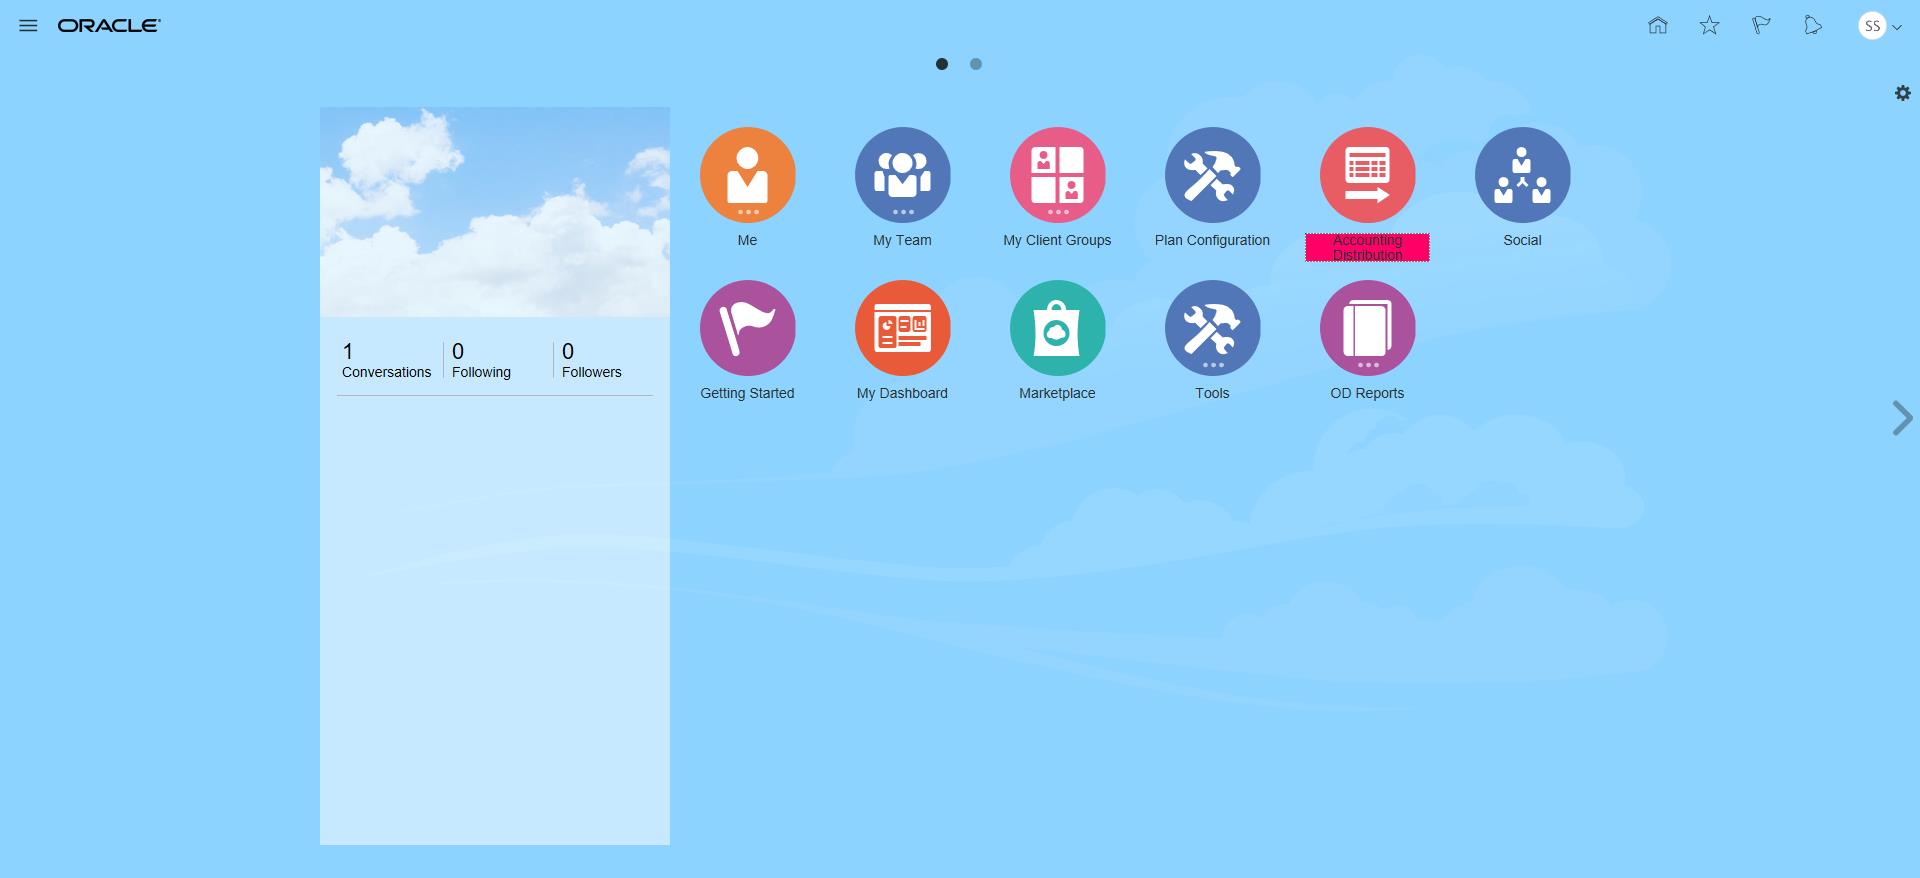 ORACLE
SS
Me
My Team
My Client Groups
Plan Configuration
Accounting
Distribution
Social
1
Conversations
0
Following
0
Followers
Getting Started
My Dashboard
Marketplace
Tools
OD Reports